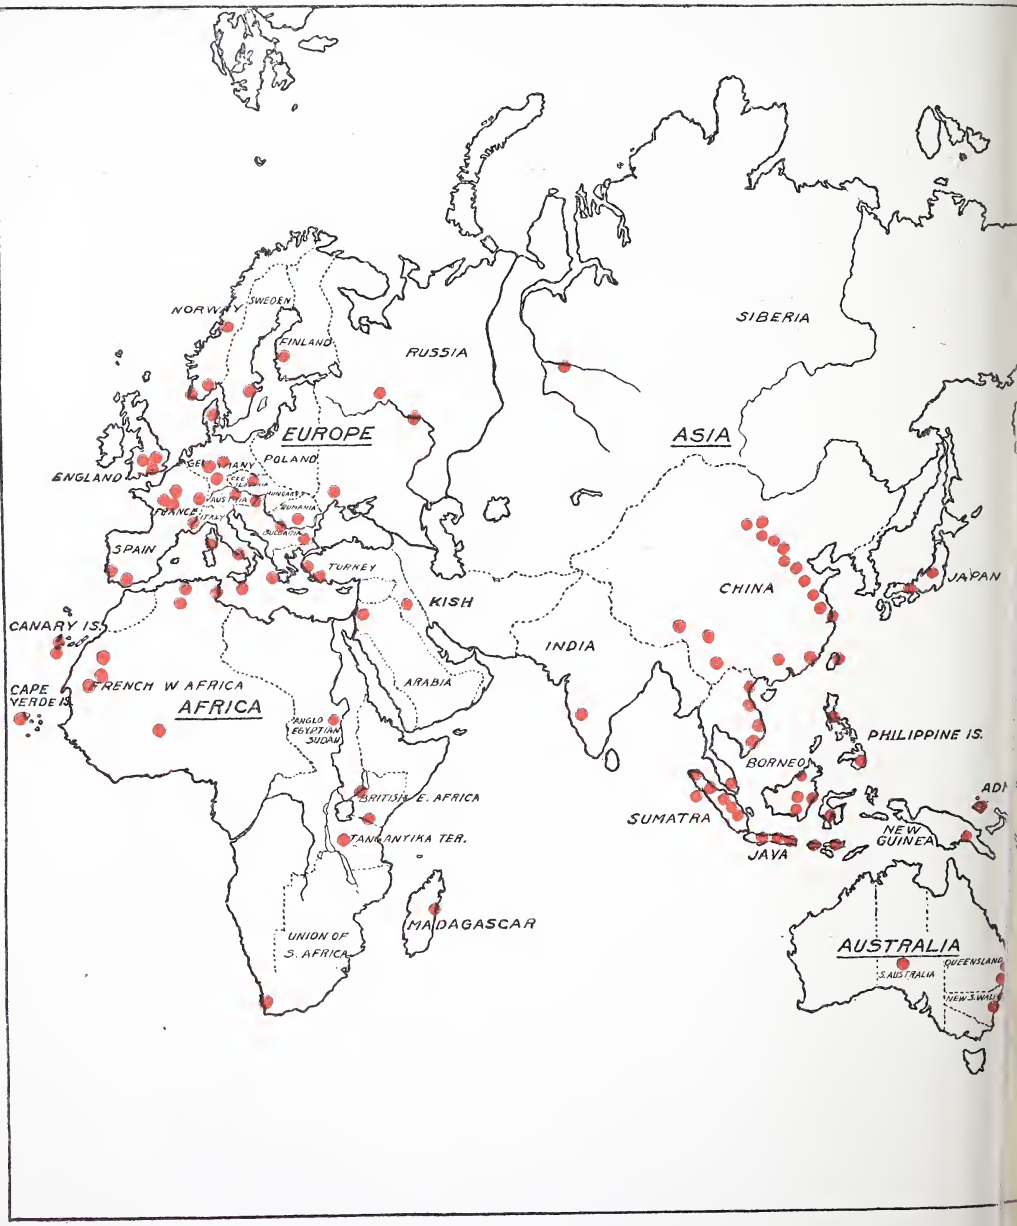 NORWAY
SWEDEN
FINLAND
RUSSIA
SIBERIA
EUROPE
ASIA
GERMANY
POLAND
ENGLAND
AUSTRIA
HUNGARY
FRANCE
ITALY
RUMANIA
BULGARIA
SPAIN
TURKEY
CHINA
JAPAN
KISH
CANARY IS.
INDIA
ARABIA
CAPE
VERDE IS.
FRENCH W AFRICA
AFRICA
ANGLO
EGYPTIAN
SUDAN
PHILIPPINE IS.
BORNEO
BRITISH E. AFRICA
SUMATRA
TANGANYIKA TER.
NEW
GUINEA
JAVA
MADAGASCAR
UNION OF
S. AFRICA
AUSTRALIA
QUEENSLAND
S. AUSTRALIA
NEW S. WALES